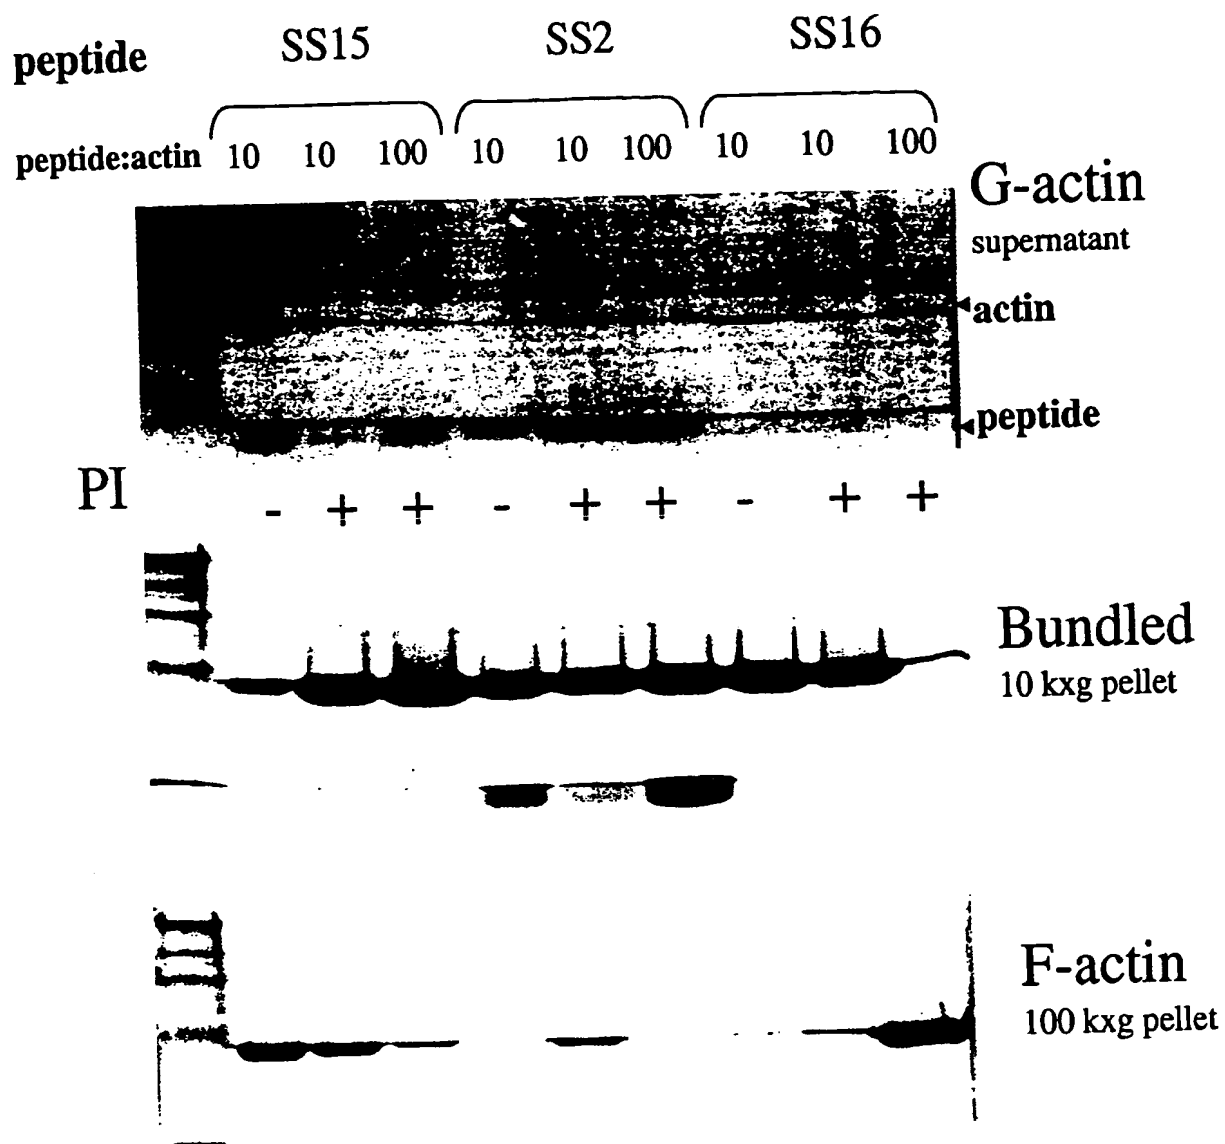 peptide SS15 SS2 SS16
peptide:actin 10 10 100 10 10 100 10 10 100
G-actin
supernatant
actin
peptide
PI - + + - + + - + +
Bundled
10 kxg pellet
F-actin
100 kxg pellet